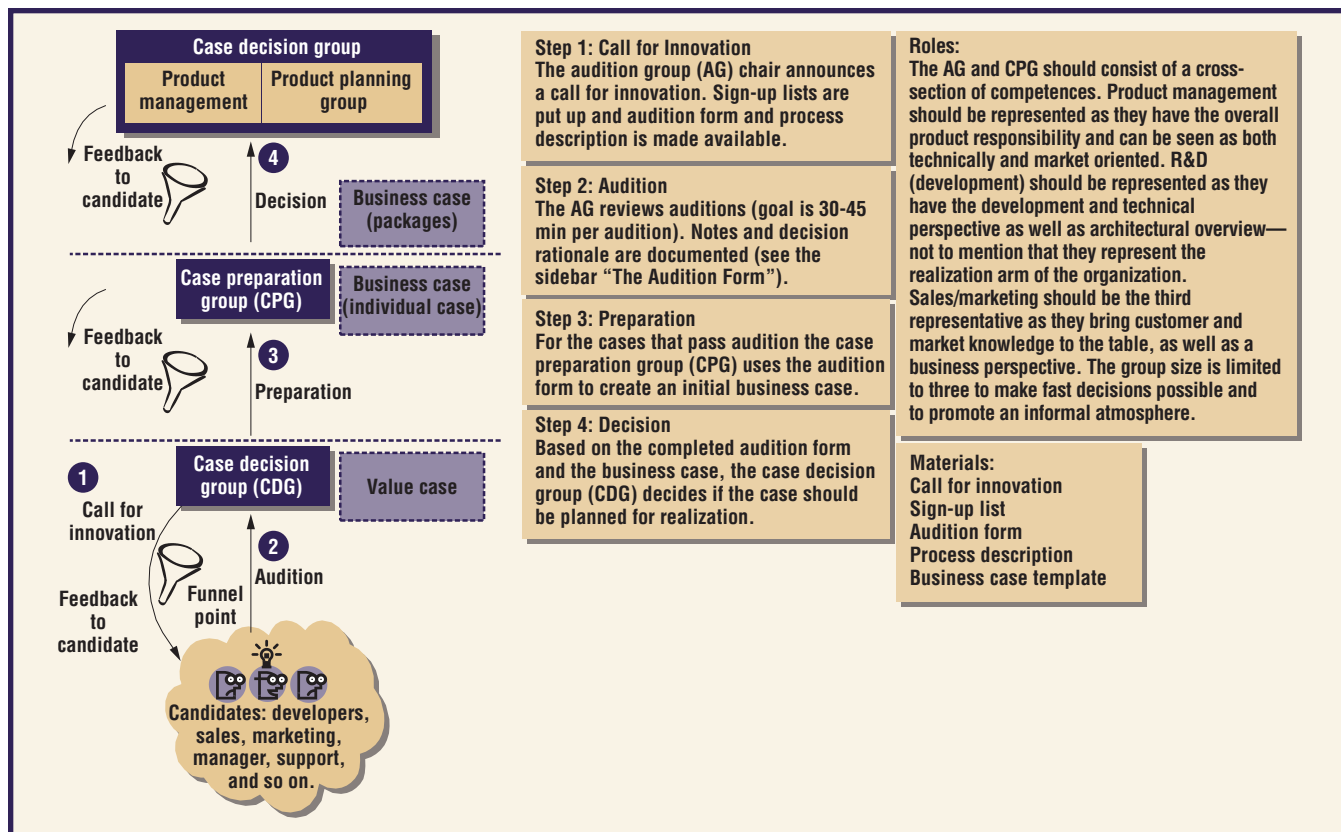 Case decision group
Product
management
Product planning
group
Feedback
to
candidate
4
Decision
Business case
(packages)
Case preparation
group (CPG)
Business case
(individual case)
Feedback
to
candidate
3
Preparation
Case decision
group (CDG)
Value case
1
Call for
innovation
2
Audition
Funnel
point
Feedback
to
candidate
Candidates: developers,
sales, marketing,
manager, support,
and so on.
Step 1: Call for Innovation
The audition group (AG) chair announces
a call for innovation. Sign-up lists are
put up and audition form and process
description is made available.
Step 2: Audition
The AG reviews auditions (goal is 30-45
min per audition). Notes and decision
rationale are documented (see the
sidebar “The Audition Form”).
Step 3: Preparation
For the cases that pass audition the case
preparation group (CPG) uses the audition
form to create an initial business case.
Step 4: Decision
Based on the completed audition form
and the business case, the case decision
group (CDG) decides if the case should
be planned for realization.
Roles:
The AG and CPG should consist of a cross-
section of competences. Product management
should be represented as they have the overall
product responsibility and can be seen as both
technically and market oriented. R&D
(development) should be represented as they
have the development and technical
perspective as well as architectural overview—
not to mention that they represent the
realization arm of the organization.
Sales/marketing should be the third
representative as they bring customer and
market knowledge to the table, as well as a
business perspective. The group size is limited
to three to make fast decisions possible and
to promote an informal atmosphere.
Materials:
Call for innovation
Sign-up list
Audition form
Process description
Business case template